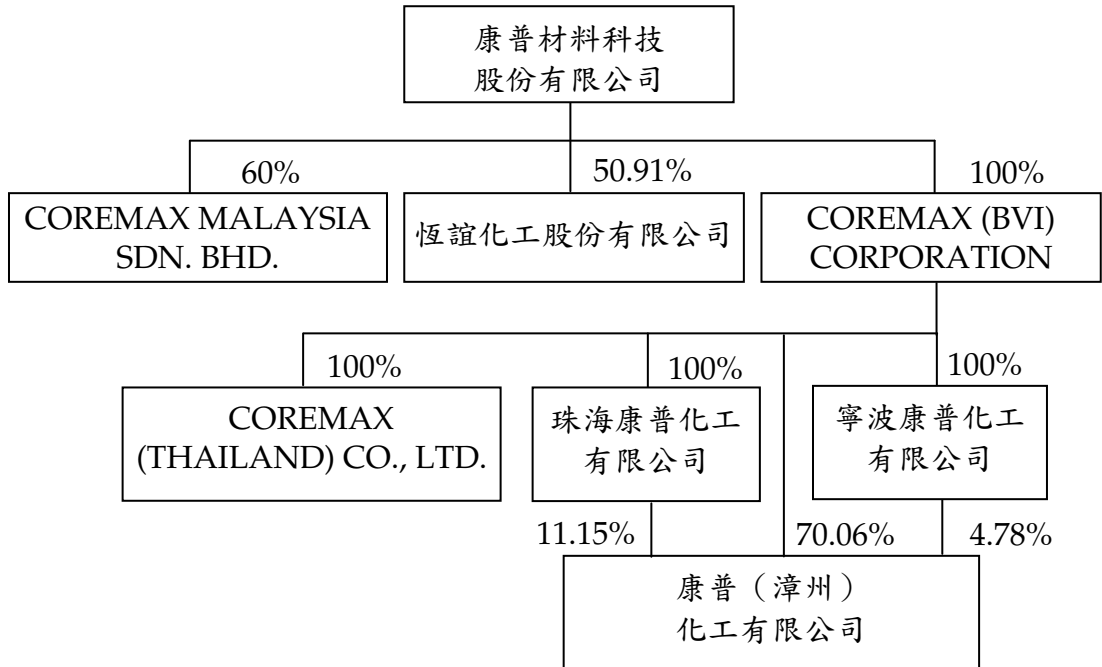 康普材料科技
股份有限公司
60%
50.91%
100%
COREMAX MALAYSIA
SDN. BHD.
恆誼化工股份有限公司
COREMAX (BVI)
CORPORATION
100%
100%
100%
COREMAX
(THAILAND) CO., LTD.
珠海康普化工
有限公司
寧波康普化工
有限公司
11.15%
70.06%
4.78%
康普（漳州）
化工有限公司